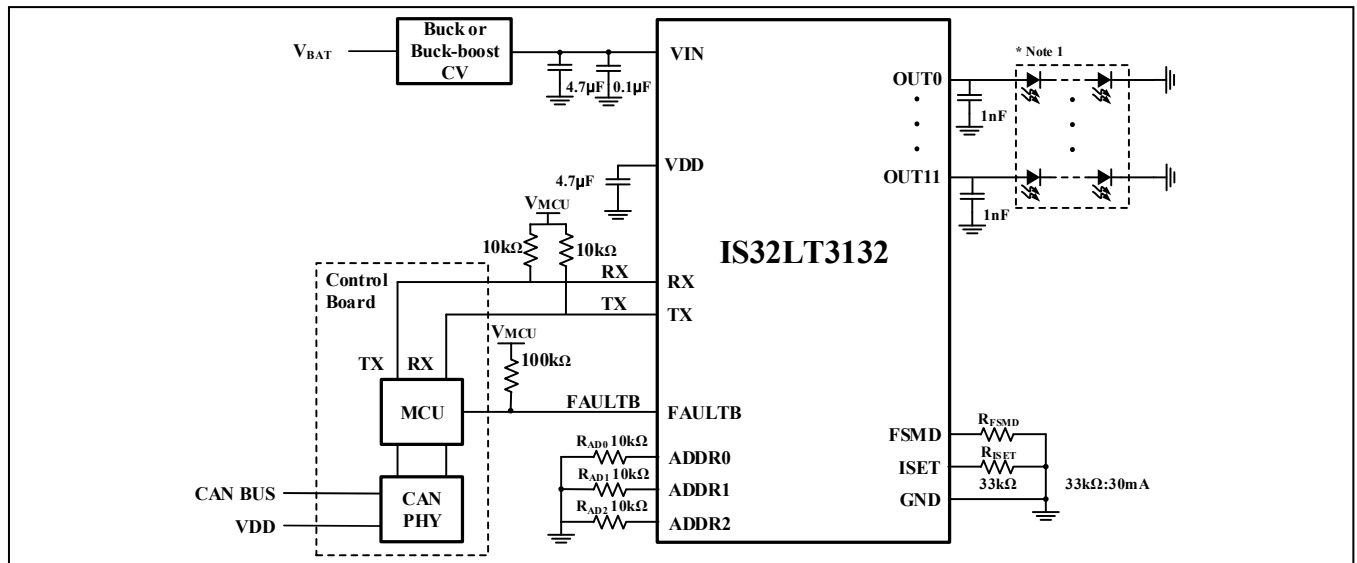 Buck or
Buck-boost
CV
VBAT
4.7µF
0.1µF
VIN
* Note 1
OUT0
1nF
VDD
4.7µF
OUT11
1nF
VMCU
10kΩ
10kΩ
IS32LT3132
Control
Board
RX
RX
TX
TX
VMCU
100kΩ
TX
RX
MCU
FAULTB
FAULTB
RFSMD
FSMD
RAD0 10kΩ
ADDR0
RISET
ISET
33kΩ
33kΩ:30mA
RAD1 10kΩ
ADDR1
GND
CAN BUS
CAN
PHY
RAD2 10kΩ
ADDR2
VDD